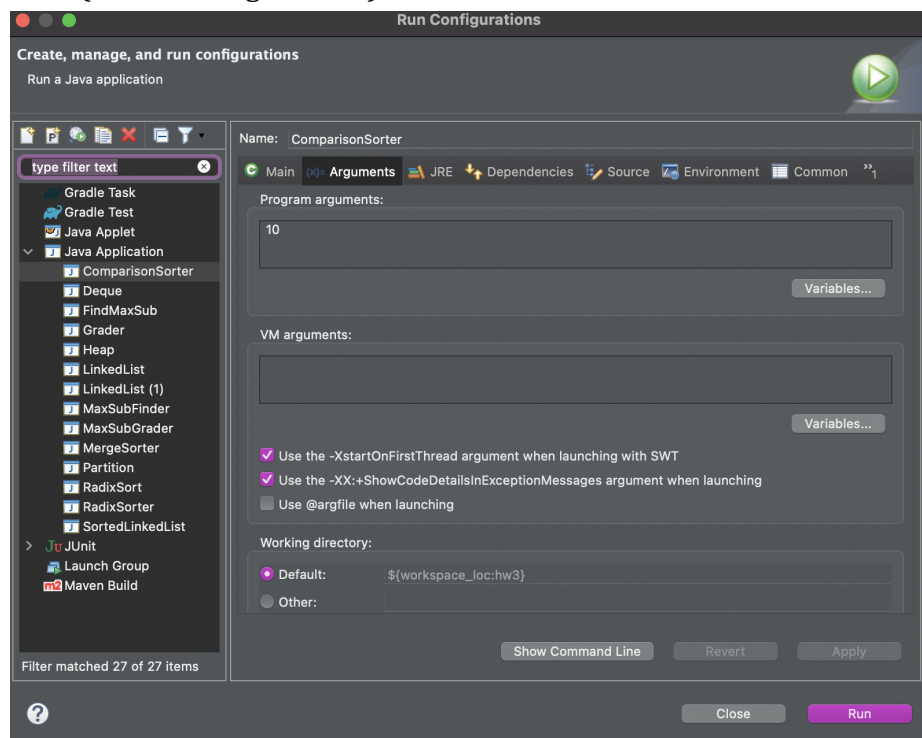 Run Configurations
Create, manage, and run configurations
Run a Java application
Name: ComparisonSorter
type filter text
Main (x)= Arguments JRE Dependencies Source Environment Common »1
Gradle Task
Gradle Test
Java Applet
Java Application
ComparisonSorter
Deque
FindMaxSub
Grader
Heap
LinkedList
LinkedList (1)
MaxSubFinder
MaxSubGrader
MergeSorter
Partition
RadixSort
RadixSorter
SortedLinkedList
JUnit
Launch Group
Maven Build
Filter matched 27 of 27 items
Program arguments:
10
Variables...
VM arguments:
Variables...
Use the -XstartOnFirstThread argument when launching with SWT
Use the -XX:+ShowCodeDetailsInExceptionMessages argument when launching
Use @argfile when launching
Working directory:
Default: ${workspace_loc:hw3}
Other:
Show Command Line Revert Apply
Close Run